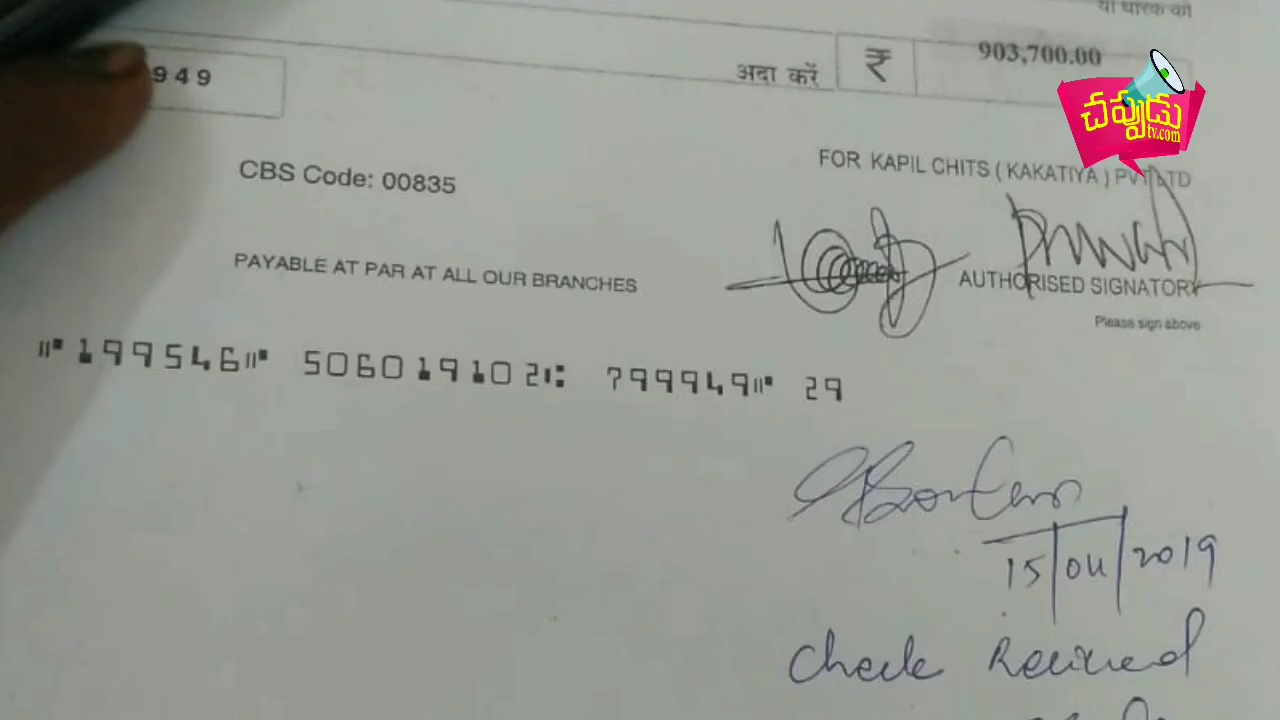 या धारक को
अदा करें ₹ 903,700.00
949
చప్పుడు
tv.com
CBS Code: 00835
FOR KAPIL CHITS ( KAKATIYA ) PVT LTD
PAYABLE AT PAR AT ALL OUR BRANCHES
AUTHORISED SIGNATORY
Please sign above
⑈199546⑈ 506019102⑆ 799949⑈ 29
15/04/2019
Check Recieved